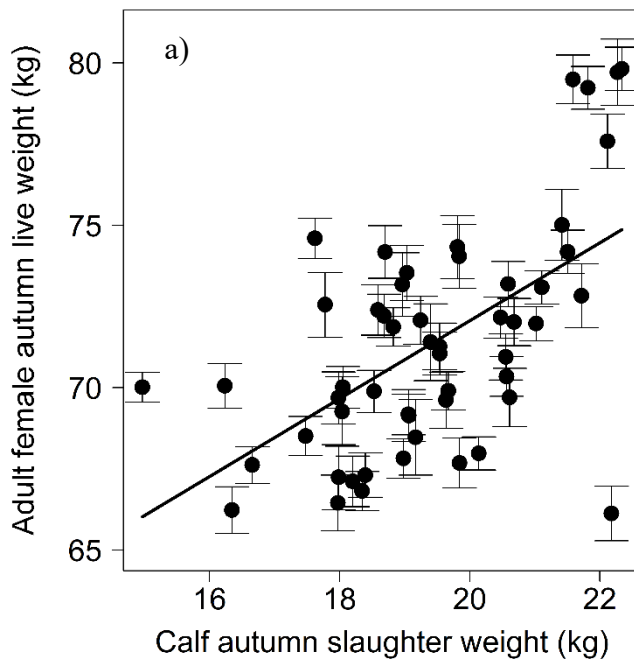 a)
Adult female autumn live weight (kg)
80
75
70
65
16 18 20 22
Calf autumn slaughter weight (kg)